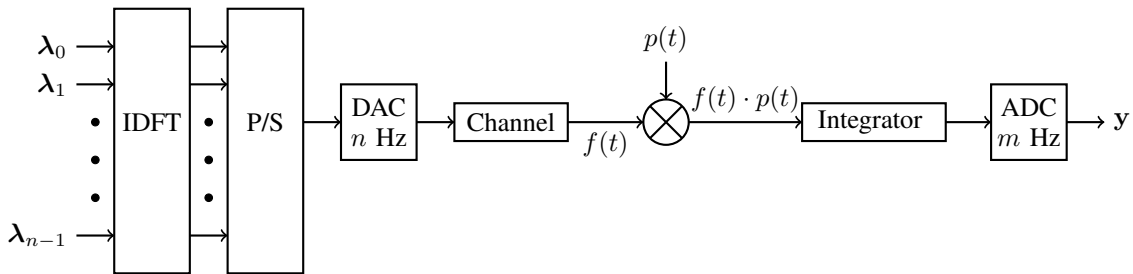 λ₀
λ₁
λₙ₋₁
IDFT
P/S
DAC
n Hz
Channel
f(t)
p(t)
f(t) · p(t)
Integrator
ADC
m Hz
y